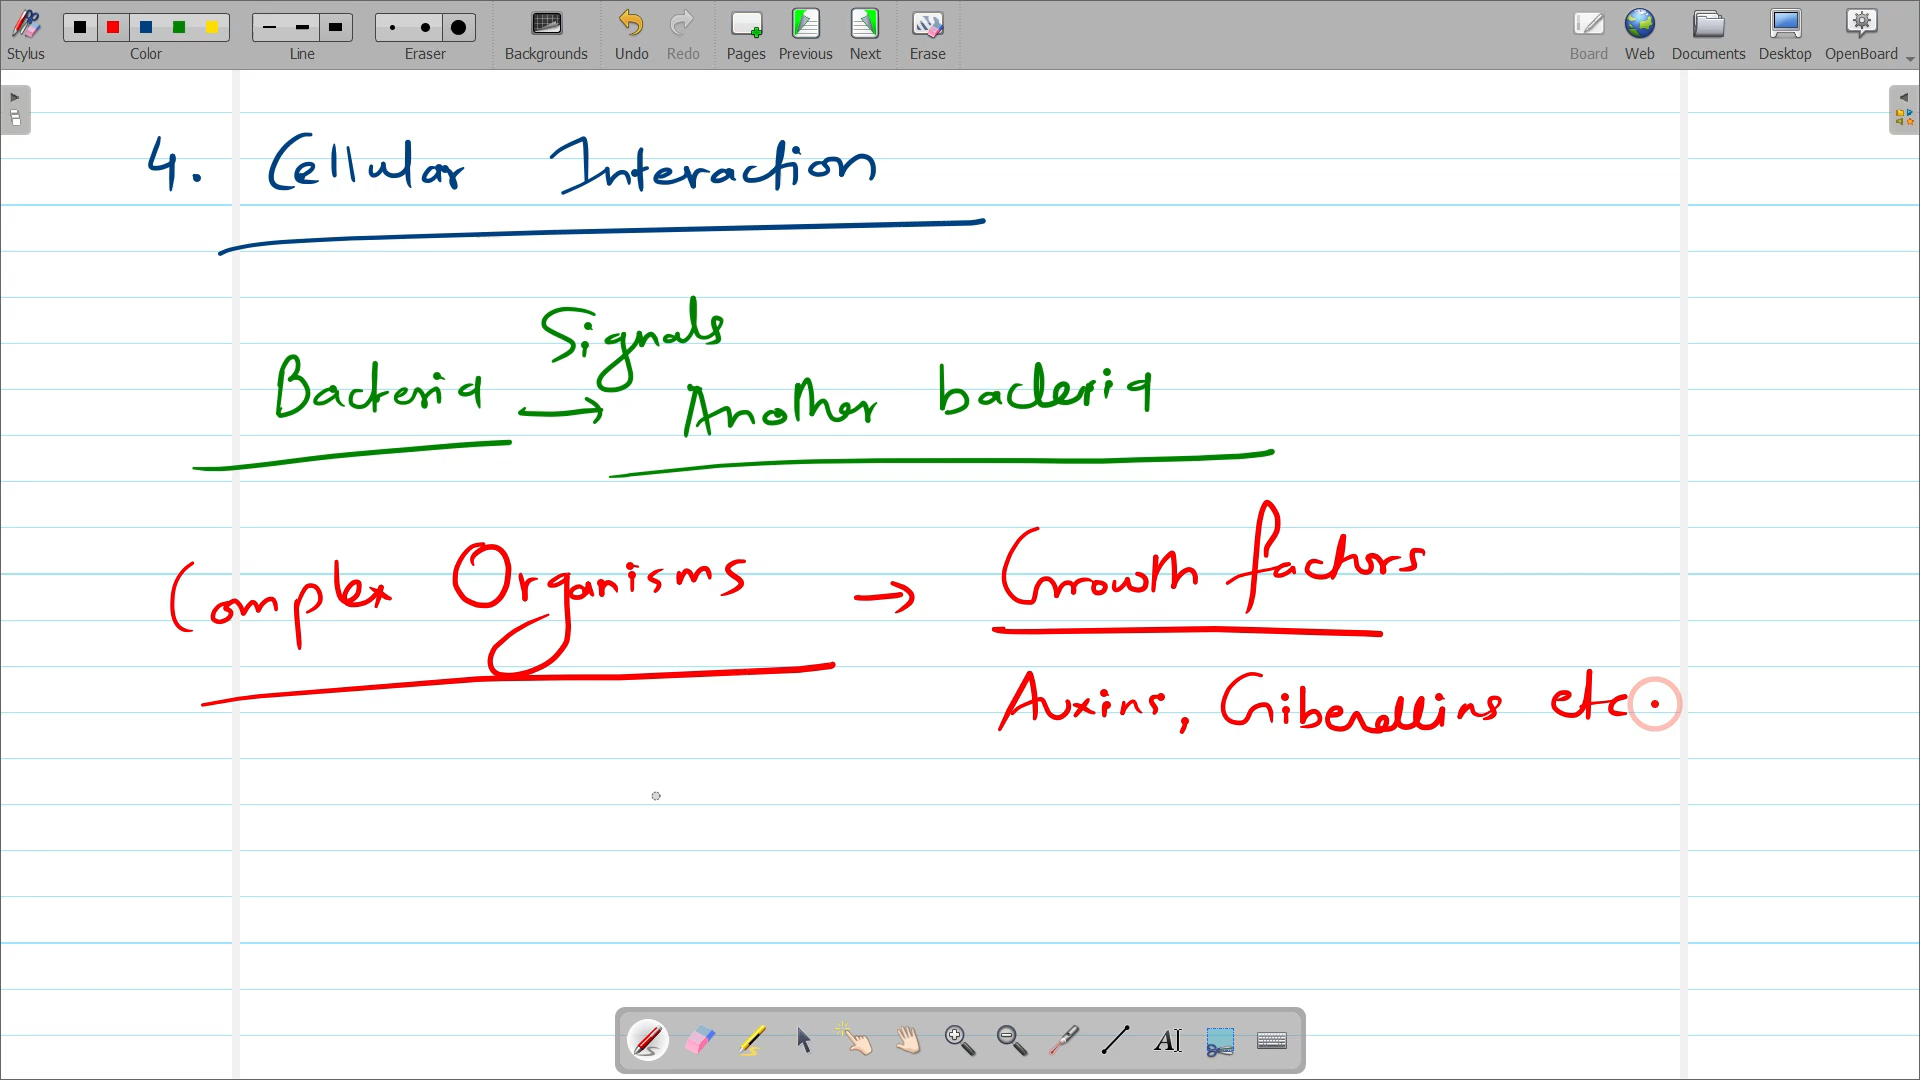 Stylus Color Line Eraser Backgrounds Undo Redo Pages Previous Next Erase Board Web Documents Desktop OpenBoard
4. Cellular Interaction
Signals
Bacteria → Another bacteria
Complex Organisms → Growth factors
Auxins, Giberellins etc.